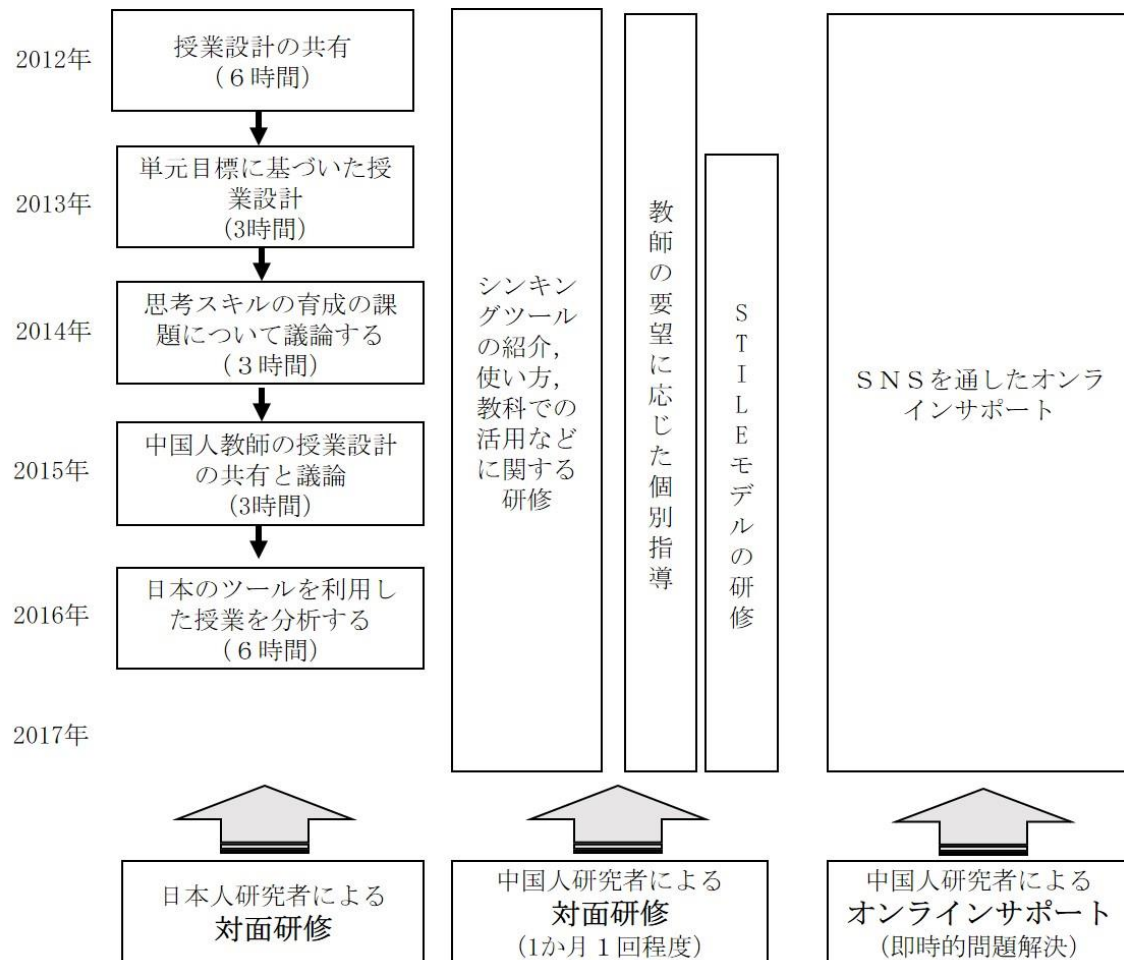 2012年
授業設計の共有
(６時間)
2013年
単元目標に基づいた授
業設計
(3時間)
2014年
思考スキルの育成の課
題について議論する
(３時間)
2015年
中国人教師の授業設計
の共有と議論
(3時間)
2016年
日本のツールを利用し
た授業を分析する
(６時間)
2017年
シンキン
グツール
の紹介，
使い方，
教科での
活用など
に関する
研修
教師の要望に応じた個別指導
ＳＴＩＬＥモデルの研修
ＳＮＳを通したオンラ
インサポート
日本人研究者による
対面研修
中国人研究者による
対面研修
(1か月１回程度)
中国人研究者による
オンラインサポート
(即時的問題解決)